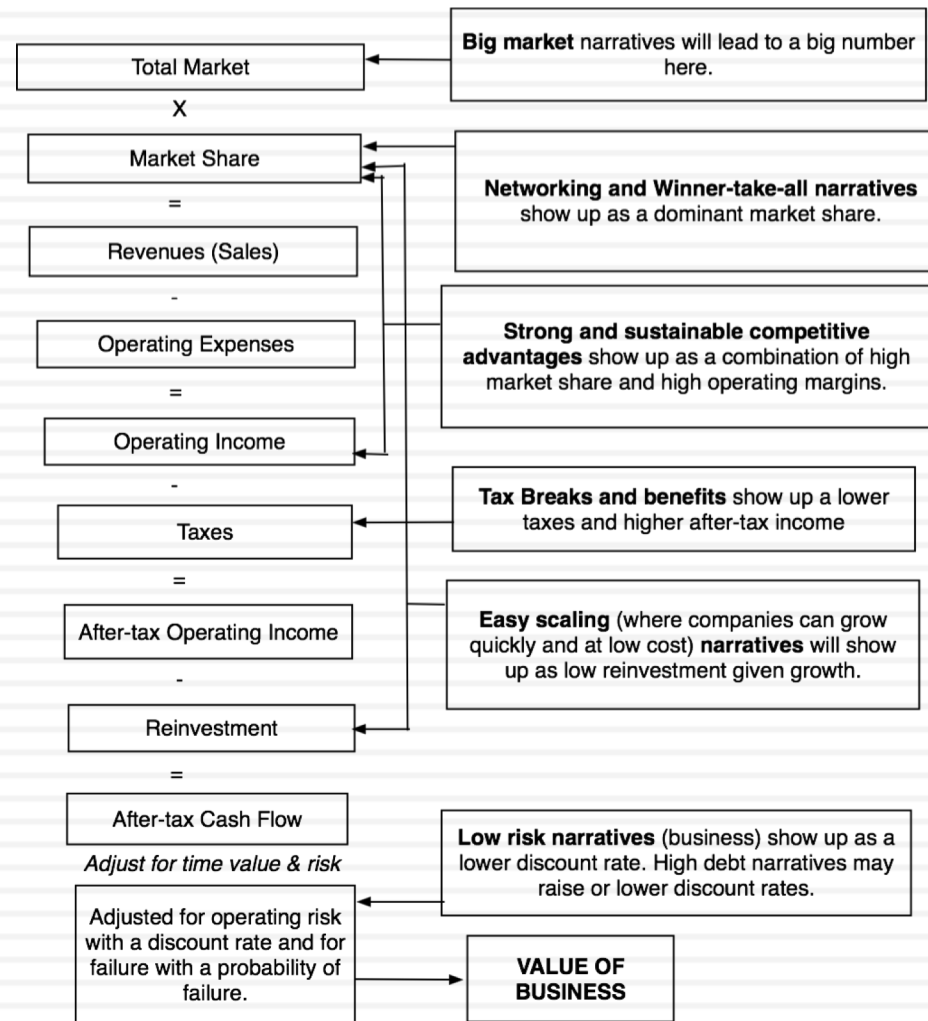 Big market narratives will lead to a big number
here.
Total Market
X
Market Share
Networking and Winner-take-all narratives
show up as a dominant market share.
=
Revenues (Sales)
-
Operating Expenses
Strong and sustainable competitive
advantages show up as a combination of high
market share and high operating margins.
=
Operating Income
-
Tax Breaks and benefits show up a lower
taxes and higher after-tax income
Taxes
=
After-tax Operating Income
Easy scaling (where companies can grow
quickly and at low cost) narratives will show
up as low reinvestment given growth.
-
Reinvestment
=
After-tax Cash Flow
Low risk narratives (business) show up as a
lower discount rate. High debt narratives may
raise or lower discount rates.
Adjust for time value & risk
Adjusted for operating risk
with a discount rate and for
failure with a probability of
failure.
VALUE OF
BUSINESS